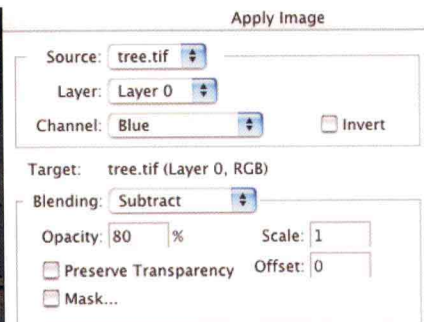 Apply Image
Source: tree.tif
Layer: Layer 0
Channel: Blue Invert
Target: tree.tif (Layer 0, RGB)
Blending: Subtract
Opacity: 80 % Scale: 1
Preserve Transparency Offset: 0
Mask...